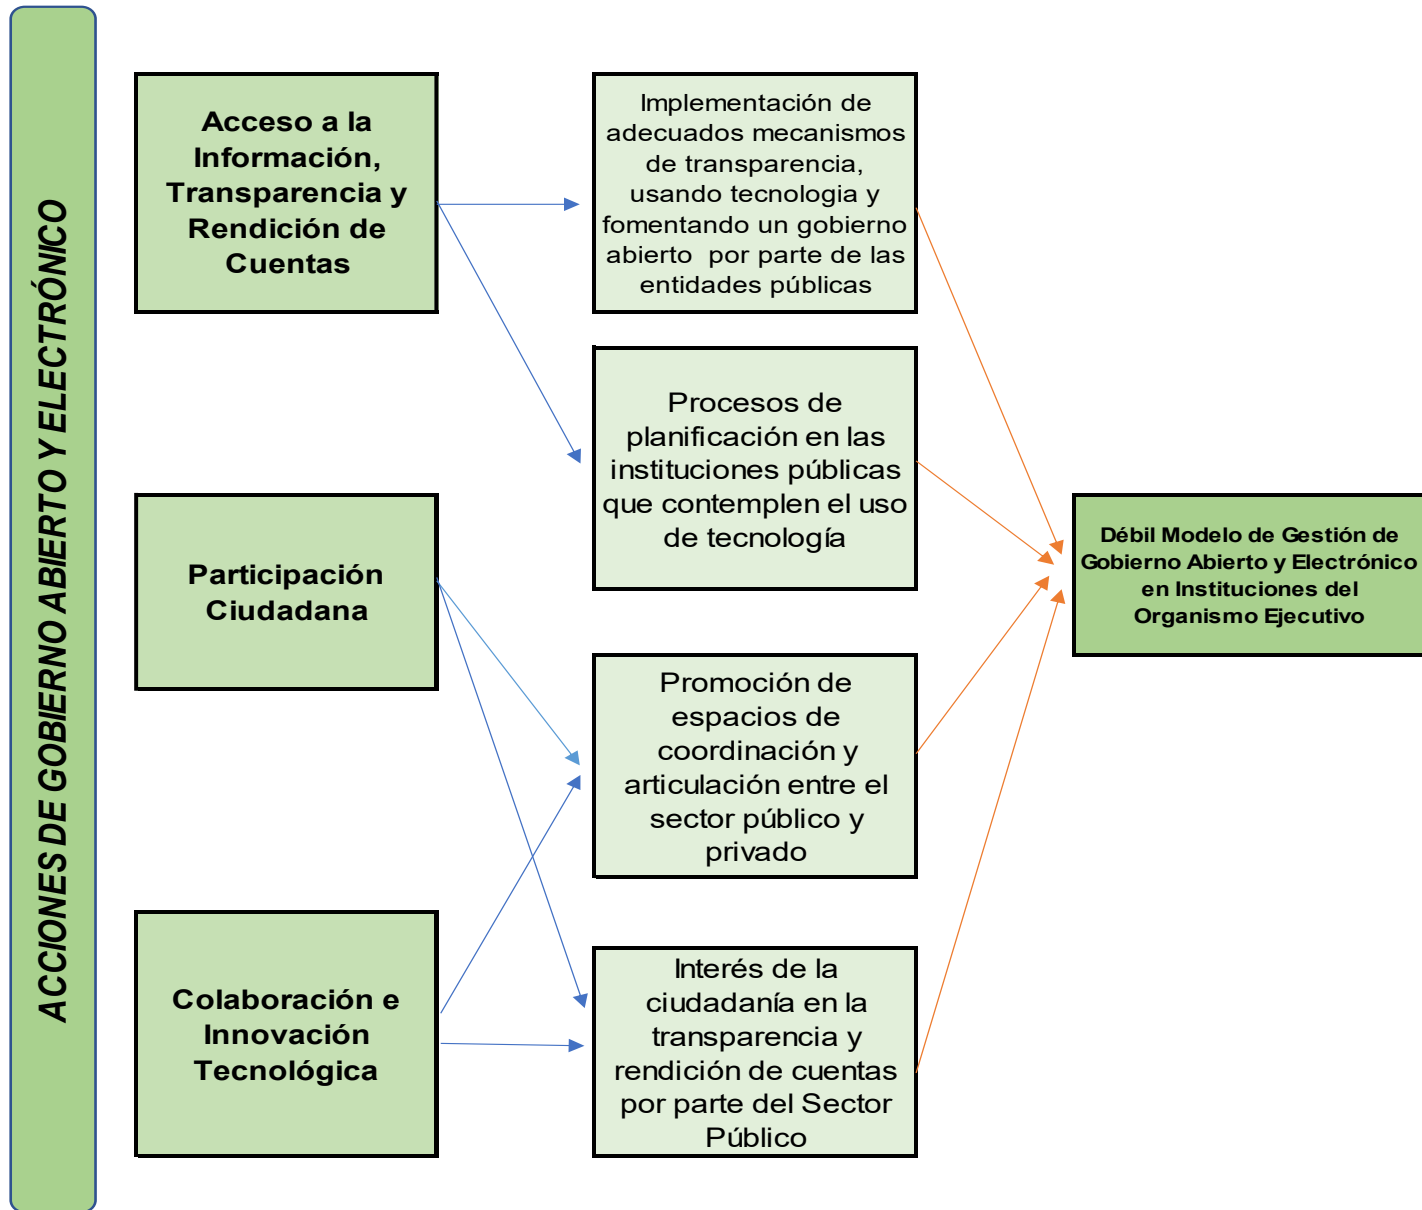 ACCIONES DE GOBIERNO ABIERTO Y ELECTRÓNICO
Acceso a la
Información,
Transparencia y
Rendición de
Cuentas
Participación
Ciudadana
Colaboración e
Innovación
Tecnológica
Implementación de
adecuados mecanismos
de transparencia,
usando tecnologia y
fomentando un gobierno
abierto por parte de las
entidades públicas
Procesos de
planificación en las
instituciones públicas
que contemplen el uso
de tecnología
Promoción de
espacios de
coordinación y
articulación entre el
sector público y
privado
Interés de la
ciudadanía en la
transparencia y
rendición de cuentas
por parte del Sector
Público
Débil Modelo de Gestión de
Gobierno Abierto y Electrónico
en Instituciones del
Organismo Ejecutivo